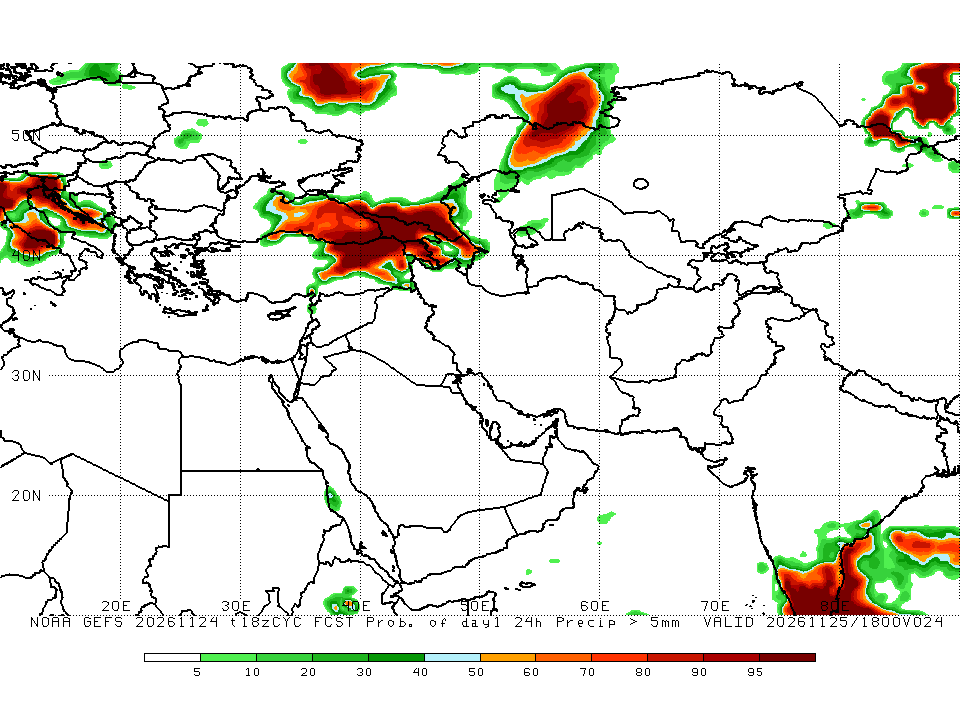 50N
40N
30N
20N
20E 30E 40E 50E 60E 70E 80E
NOAA GEFS 20261124 t18zCYC FCST Prob. of day1 24h Precip > 5mm VALID 20261125/1800V024
5 10 20 30 40 50 60 70 80 90 95